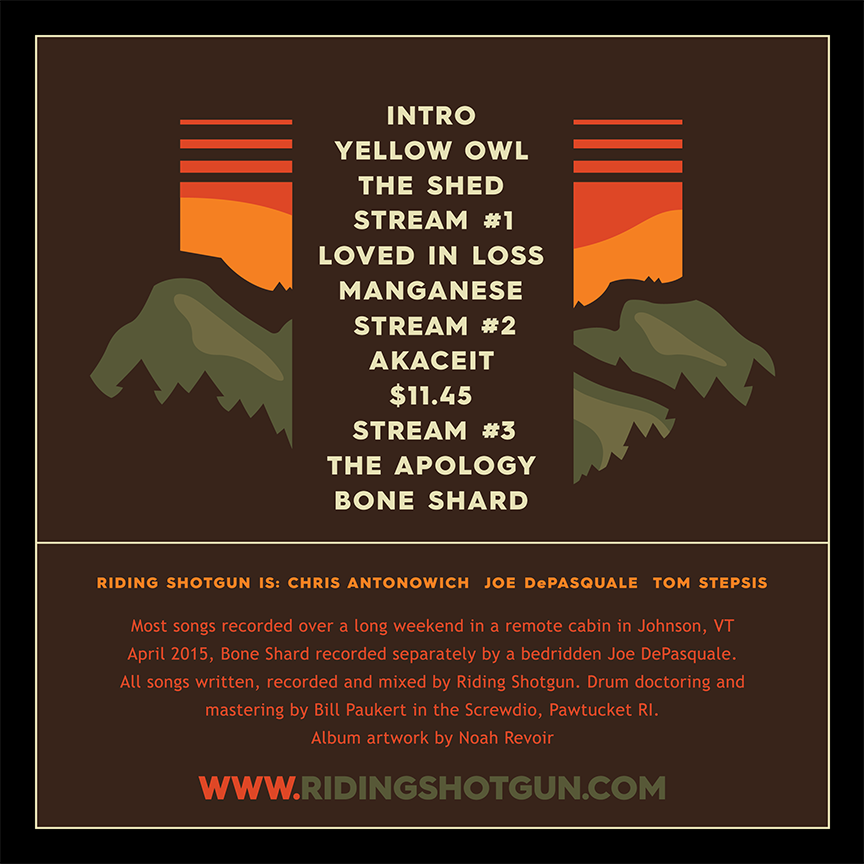 INTRO
YELLOW OWL
THE SHED
STREAM #1
LOVED IN LOSS
MANGANESE
STREAM #2
AKACEIT
$11.45
STREAM #3
THE APOLOGY
BONE SHARD
RIDING SHOTGUN IS: CHRIS ANTONOWICH JOE DePASQUALE TOM STEPSIS
Most songs recorded over a long weekend in a remote cabin in Johnson, VT
April 2015, Bone Shard recorded separately by a bedridden Joe DePasquale.
All songs written, recorded and mixed by Riding Shotgun. Drum doctoring and
mastering by Bill Paukert in the Screwdio, Pawtucket RI.
Album artwork by Noah Revoir
WWW.RIDINGSHOTGUN.COM